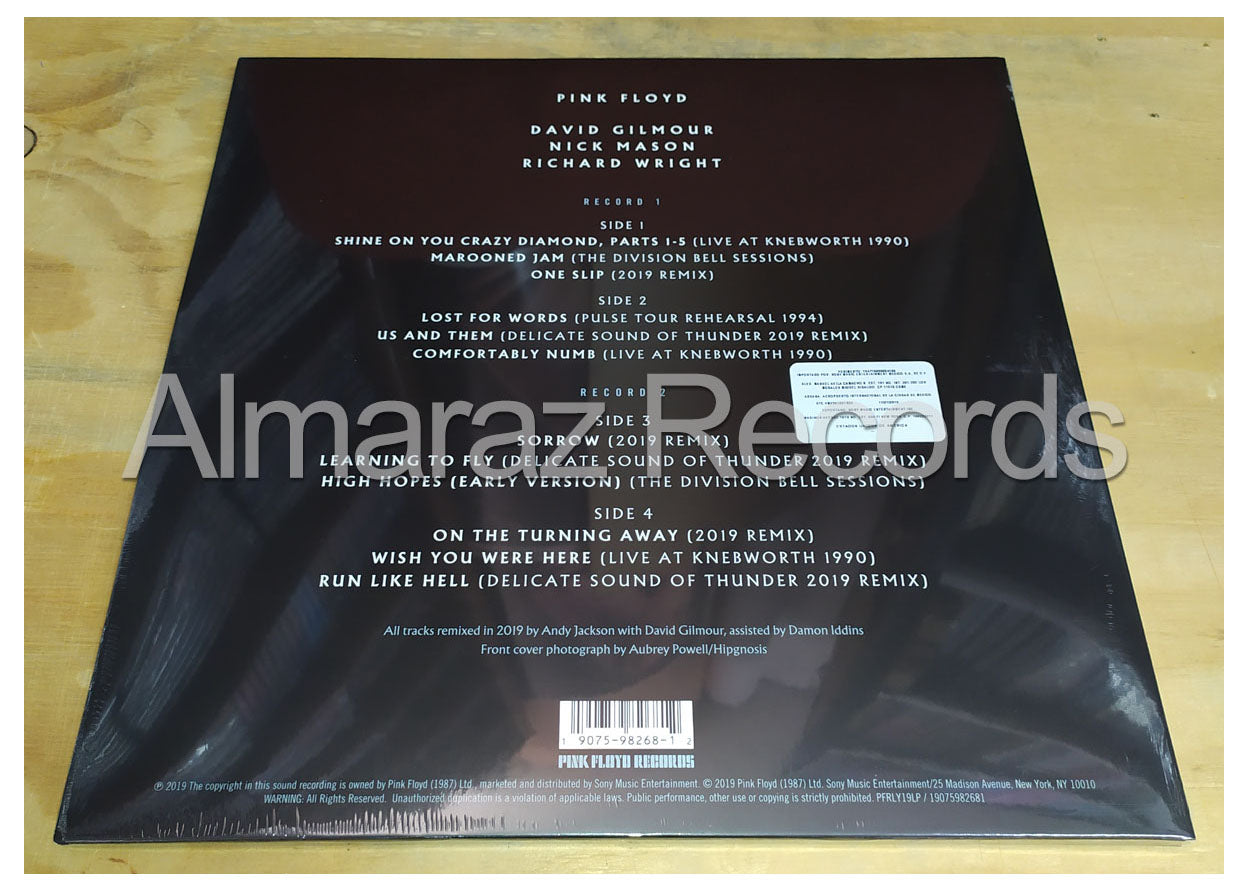 PINK FLOYD
DAVID GILMOUR
NICK MASON
RICHARD WRIGHT
RECORD 1
SIDE 1
SHINE ON YOU CRAZY DIAMOND, PARTS 1-5 (LIVE AT KNEBWORTH 1990)
MAROONED JAM (THE DIVISION BELL SESSIONS)
ONE SLIP (2019 REMIX)
SIDE 2
LOST FOR WORDS (PULSE TOUR REHEARSAL 1994)
US AND THEM (DELICATE SOUND OF THUNDER 2019 REMIX)
COMFORTABLY NUMB (LIVE AT KNEBWORTH 1990)
RECORD 2
SIDE 3
SORROW (2019 REMIX)
LEARNING TO FLY (DELICATE SOUND OF THUNDER 2019 REMIX)
HIGH HOPES (EARLY VERSION) (THE DIVISION BELL SESSIONS)
SIDE 4
ON THE TURNING AWAY (2019 REMIX)
WISH YOU WERE HERE (LIVE AT KNEBWORTH 1990)
RUN LIKE HELL (DELICATE SOUND OF THUNDER 2019 REMIX)
Almaraz Records
All tracks remixed in 2019 by Andy Jackson with David Gilmour, assisted by Damon Iddins
Front cover photograph by Aubrey Powell/Hipgnosis
1 9075-98268-1 2
PINK FLOYD RECORDS
℗ 2019 The copyright in this sound recording is owned by Pink Floyd (1987) Ltd., marketed and distributed by Sony Music Entertainment. © 2019 Pink Floyd (1987) Ltd. Sony Music Entertainment/25 Madison Avenue, New York, NY 10010
WARNING: All Rights Reserved. Unauthorized duplication is a violation of applicable laws. Public performance, other use or copying is strictly prohibited. PFRLY19LP / 19075982681